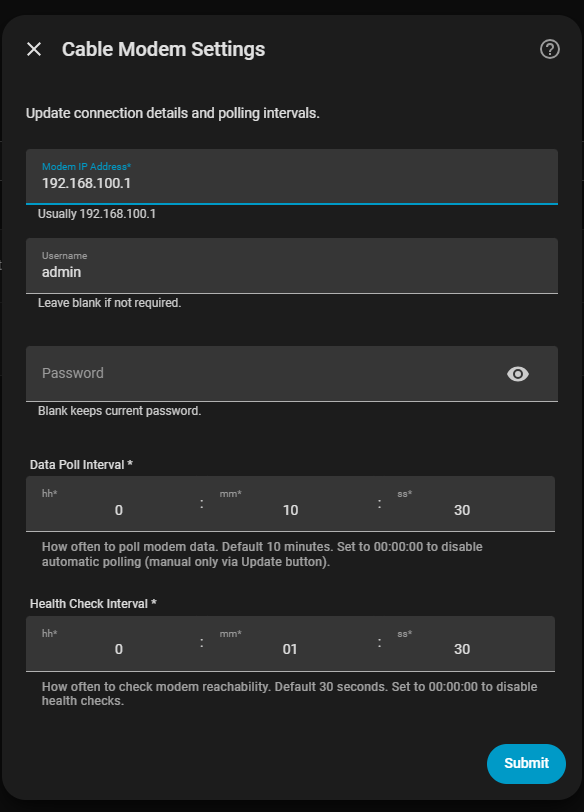 Cable Modem Settings
Update connection details and polling intervals.
Modem IP Address*
192.168.100.1
Usually 192.168.100.1
Username
admin
Leave blank if not required.
Password
Blank keeps current password.
Data Poll Interval *
hh* mm* ss*
0 : 10 : 30
How often to poll modem data. Default 10 minutes. Set to 00:00:00 to disable
automatic polling (manual only via Update button).
Health Check Interval *
hh* mm* ss*
0 : 01 : 30
How often to check modem reachability. Default 30 seconds. Set to 00:00:00 to disable
health checks.
Submit